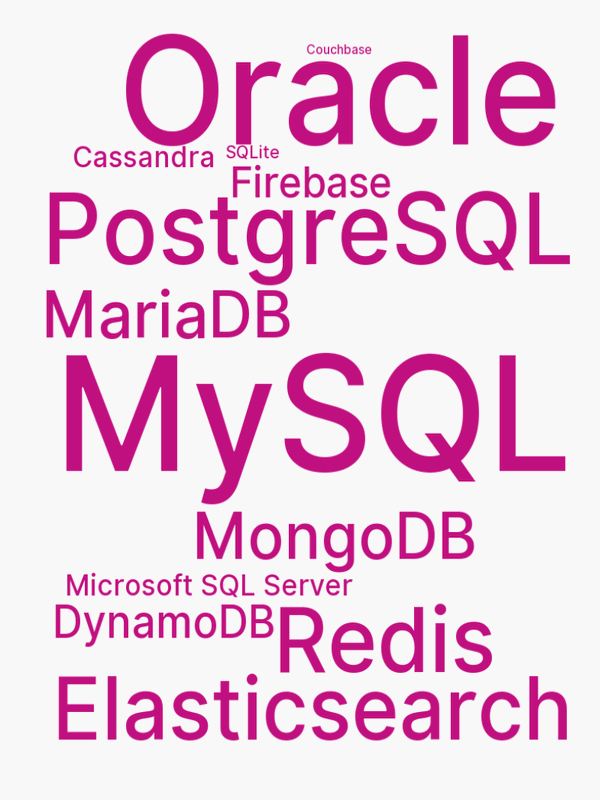 Couchbase
Oracle
Cassandra
SQLite
Firebase
PostgreSQL
MariaDB
MySQL
MongoDB
Microsoft SQL Server
DynamoDB
Redis
Elasticsearch